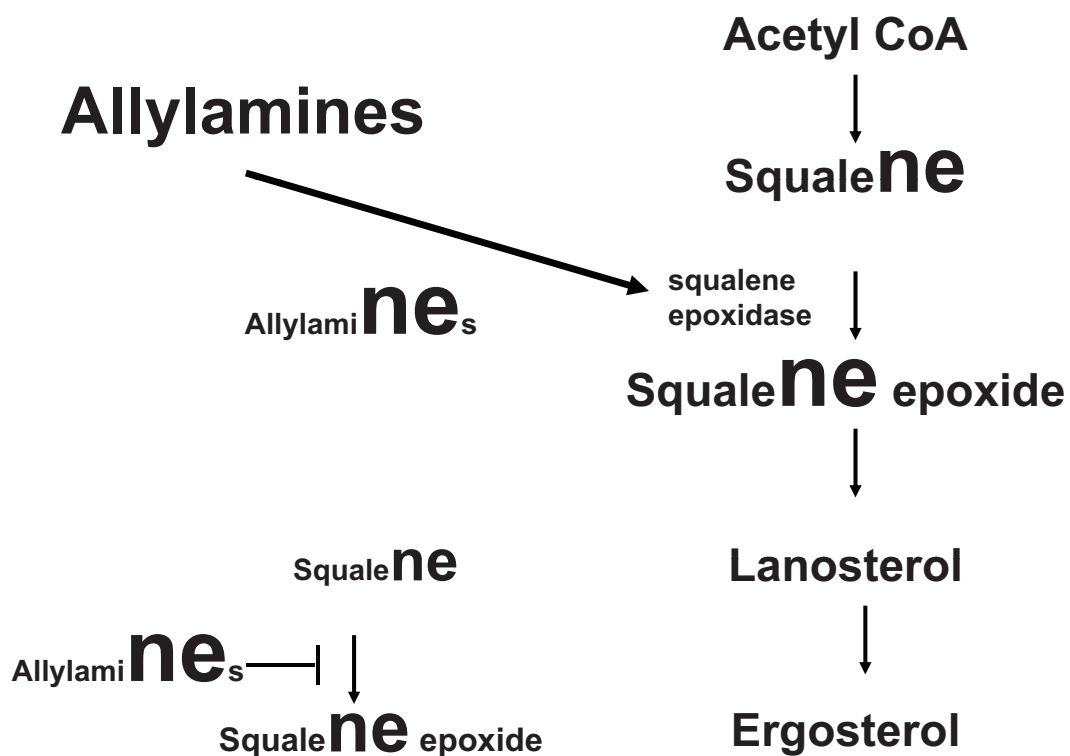 Acetyl CoA
Allylamines
Squalene
squalene
epoxidase
Allylamines
Squalene epoxide
Squalene
Lanosterol
Allylamines
Squalene epoxide
Ergosterol